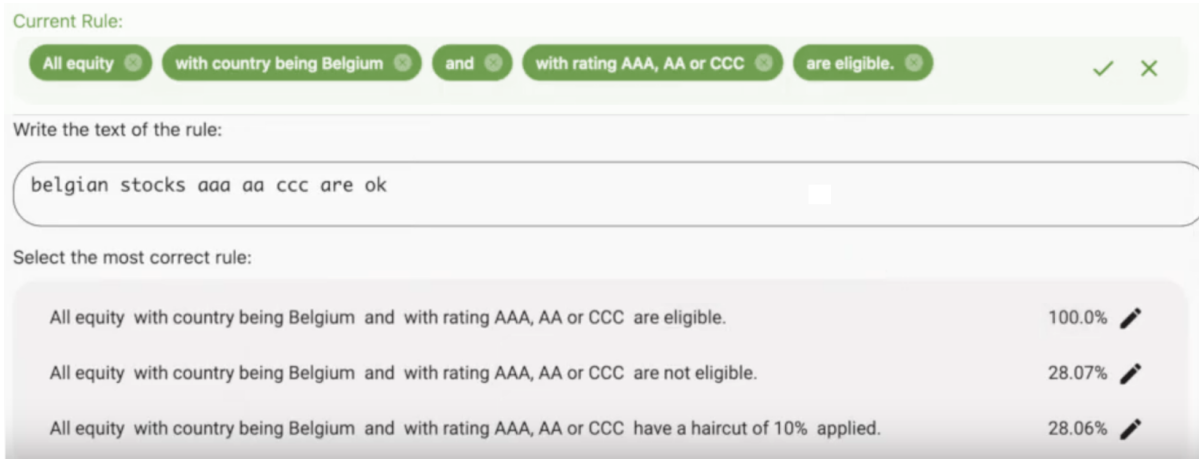 Current Rule:
All equity with country being Belgium and with rating AAA, AA or CCC are eligible.
Write the text of the rule:
belgian stocks aaa aa ccc are ok
Select the most correct rule:
All equity with country being Belgium and with rating AAA, AA or CCC are eligible. 100.0%
All equity with country being Belgium and with rating AAA, AA or CCC are not eligible. 28.07%
All equity with country being Belgium and with rating AAA, AA or CCC have a haircut of 10% applied. 28.06%